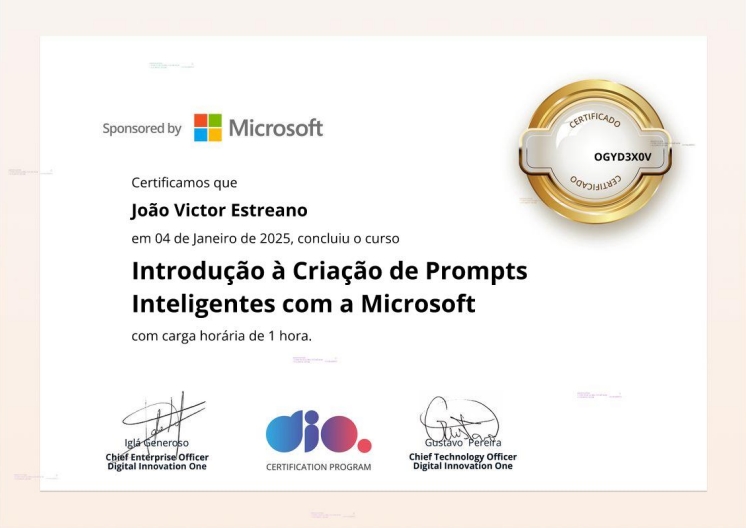 Sponsored by Microsoft
CERTIFICADO
OGYD3X0V
CERTIFICADO
Certificamos que
João Victor Estreano
em 04 de Janeiro de 2025, concluiu o curso
Introdução à Criação de Prompts
Inteligentes com a Microsoft
com carga horária de 1 hora.
Iglá Generoso
Chief Enterprise Officer
Digital Innovation One
dio.
CERTIFICATION PROGRAM
Gustavo Pereira
Chief Technology Officer
Digital Innovation One